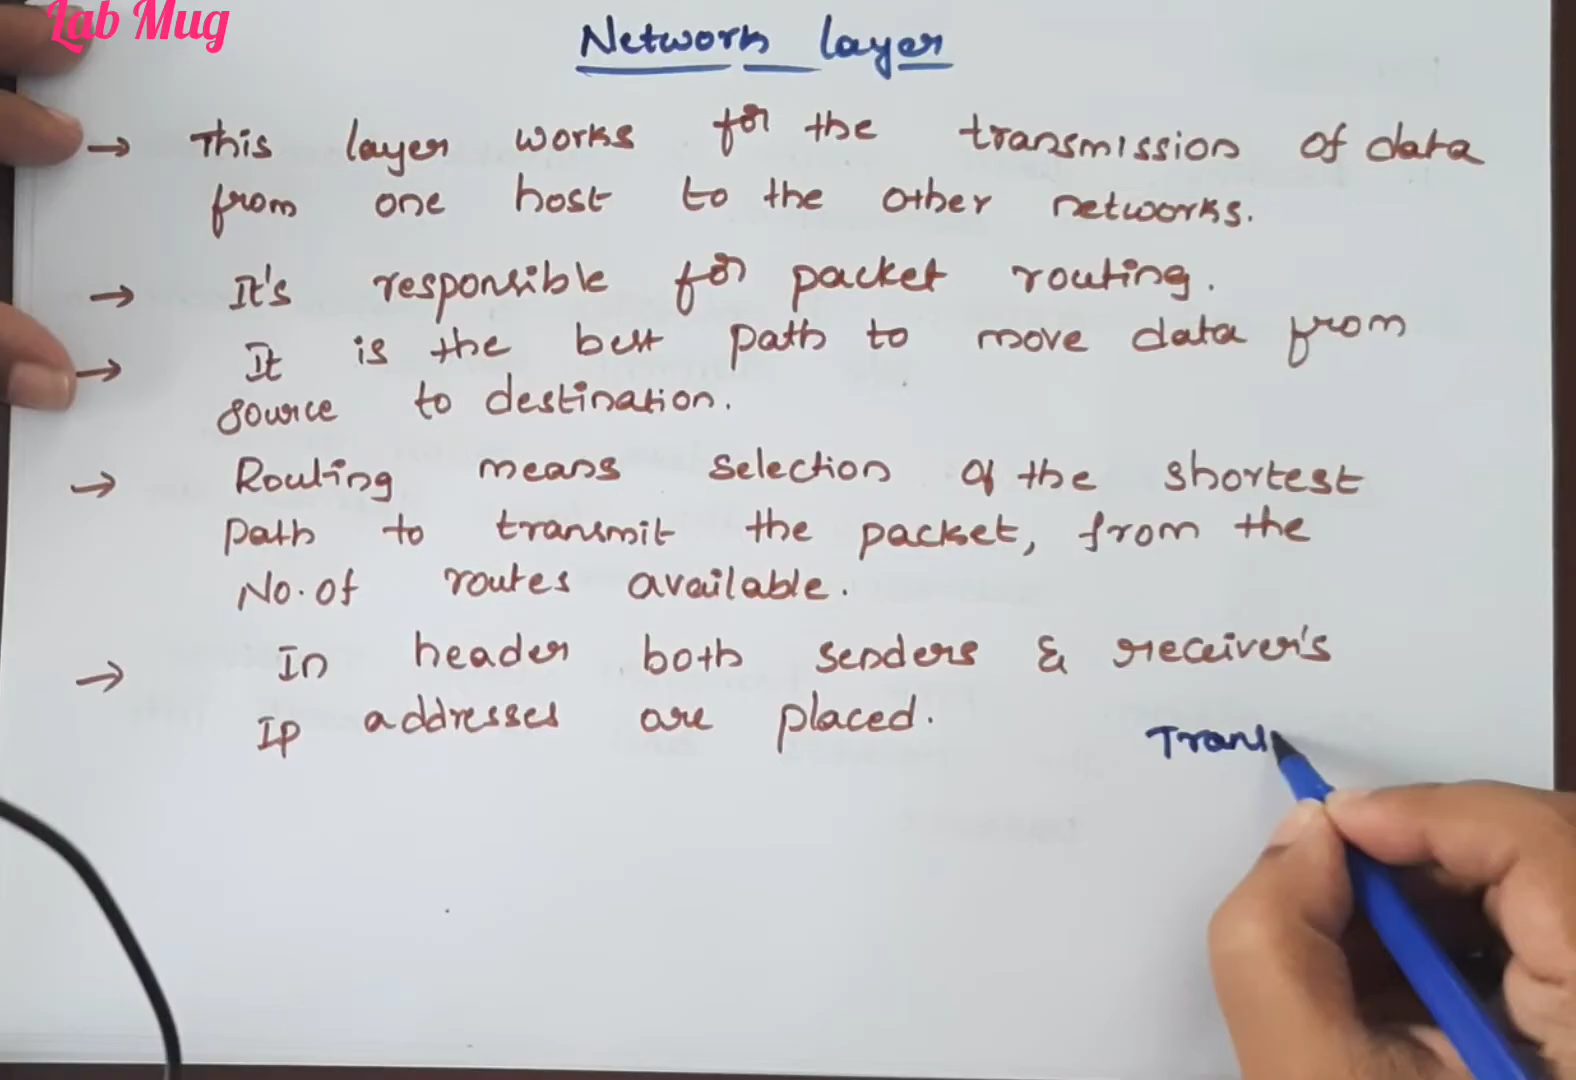 Lab Mug
Network layer
→ This layer works for the transmission of data
from one host to the other networks.
→ It's responsible for packet routing.
→ It is the best path to move data from
source to destination.
→ Routing means selection of the shortest
path to transmit the packet, from the
No. of routes available.
→ In header both senders & receiver's
Ip addresses are placed.
Trans